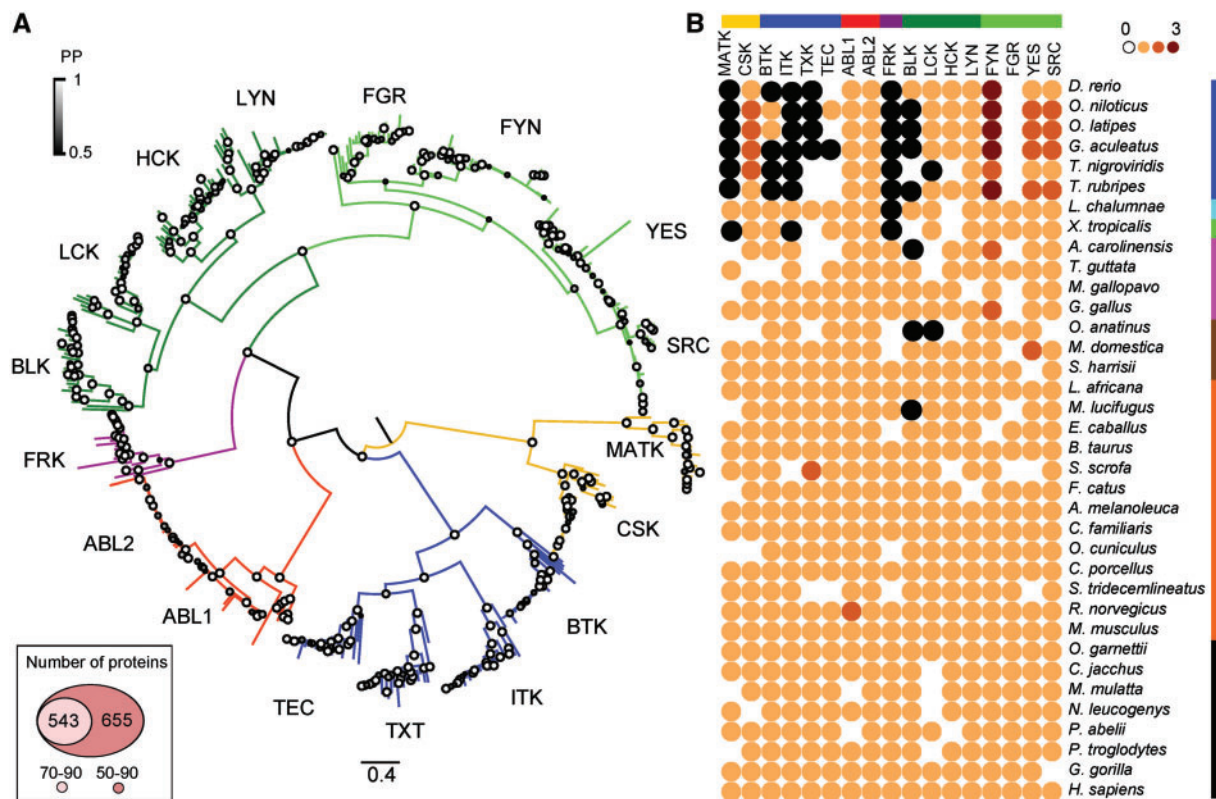 A
PP
1
0.5
LYN
FGR
FYN
HCK
YES
LCK
SRC
BLK
MATK
FRK
CSK
ABL2
ABL1
BTK
TEC
ITK
TXT
0.4
Number of proteins
543 655
70-90 50-90
B
0 3
MATK CSK BTK ITK TXK TEC ABL1 ABL2 FRK BLK LCK HCK LYN FYN FGR YES SRC
D. rerio
O. niloticus
O. latipes
G. aculeatus
T. nigroviridis
T. rubripes
L. chalumnae
X. tropicalis
A. carolinensis
T. guttata
M. gallopavo
G. gallus
O. anatinus
M. domestica
S. harrisii
L. africana
M. lucifugus
E. caballus
B. taurus
S. scrofa
F. catus
A. melanoleuca
C. familiaris
O. cuniculus
C. porcellus
S. tridecemlineatus
R. norvegicus
M. musculus
O. garnettii
C. jacchus
M. mulatta
N. leucogenys
P. abelii
P. troglodytes
G. gorilla
H. sapiens